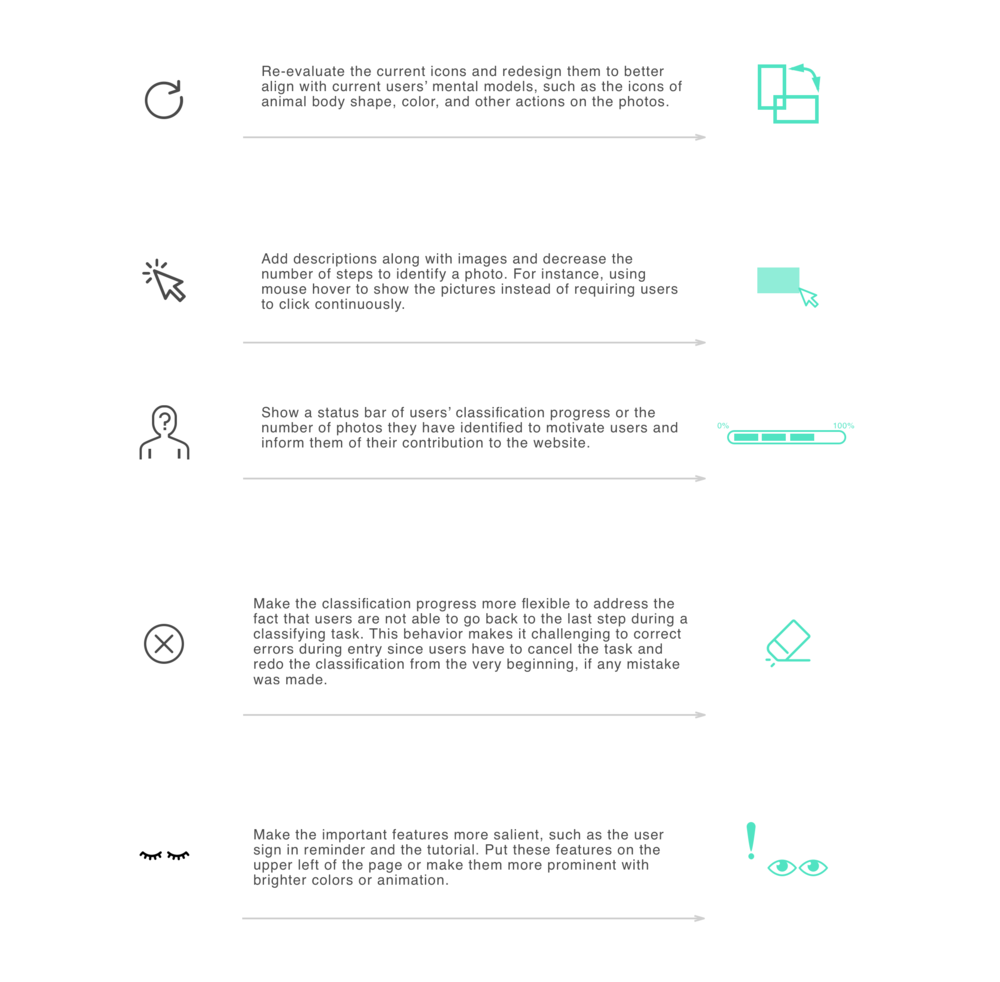 Re-evaluate the current icons and redesign them to better
align with current users’ mental models, such as the icons of
animal body shape, color, and other actions on the photos.
Add descriptions along with images and decrease the
number of steps to identify a photo. For instance, using
mouse hover to show the pictures instead of requiring users
to click continuously.
?
Show a status bar of users’ classification progress or the
number of photos they have identified to motivate users and
inform them of their contribution to the website.
0% 100%
Make the classification progress more flexible to address the
fact that users are not able to go back to the last step during a
classifying task. This behavior makes it challenging to correct
errors during entry since users have to cancel the task and
redo the classification from the very beginning, if any mistake
was made.
Make the important features more salient, such as the user
sign in reminder and the tutorial. Put these features on the
upper left of the page or make them more prominent with
brighter colors or animation.
!